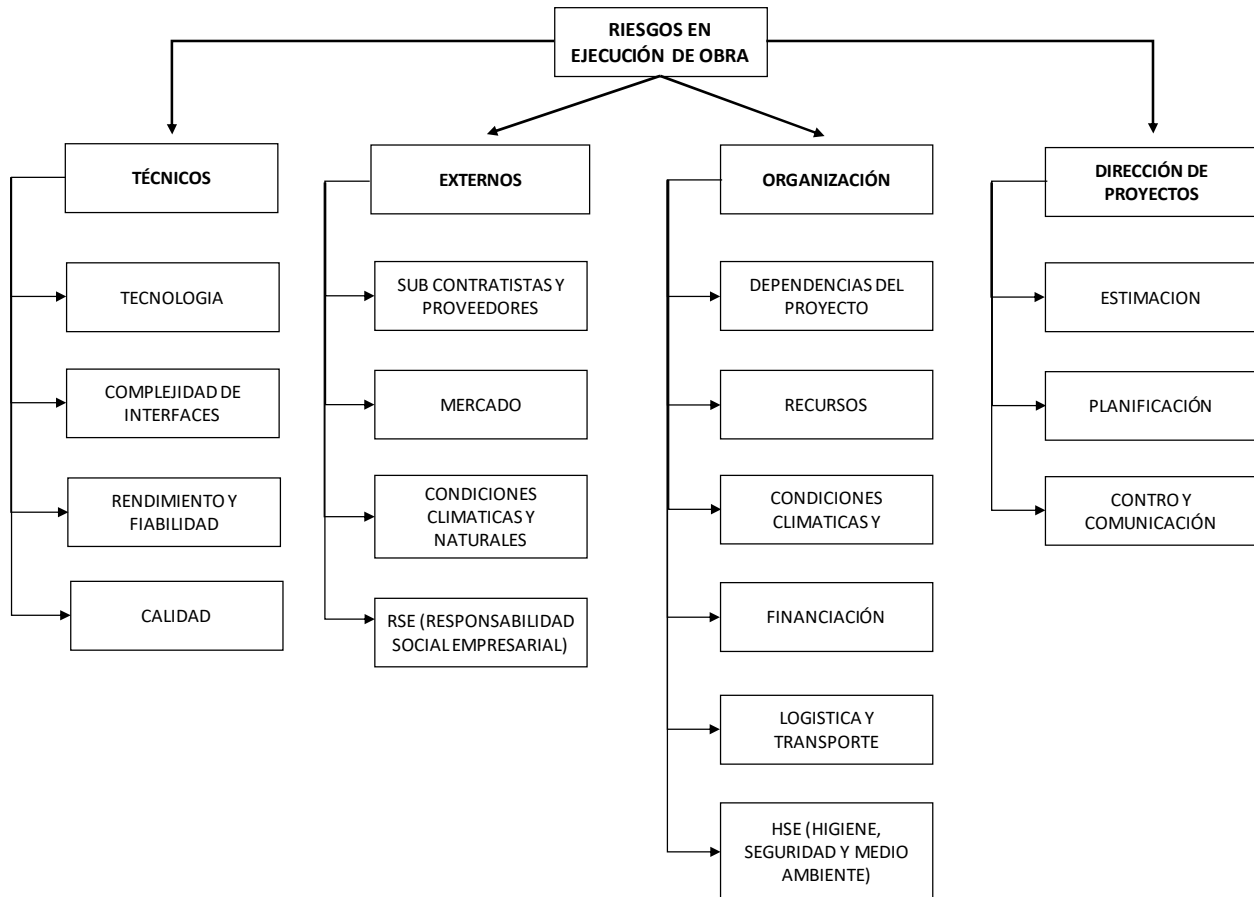 RIESGOS EN
EJECUCIÓN DE OBRA
TÉCNICOS
TECNOLOGIA
COMPLEJIDAD DE
INTERFACES
RENDIMIENTO Y
FIABILIDAD
CALIDAD
EXTERNOS
SUB CONTRATISTAS Y
PROVEEDORES
MERCADO
CONDICIONES
CLIMATICAS Y
NATURALES
RSE (RESPONSABILIDAD
SOCIAL EMPRESARIAL)
ORGANIZACIÓN
DEPENDENCIAS DEL
PROYECTO
RECURSOS
CONDICIONES
CLIMATICAS Y
FINANCIACIÓN
LOGISTICA Y
TRANSPORTE
HSE (HIGIENE,
SEGURIDAD Y MEDIO
AMBIENTE)
DIRECCIÓN DE
PROYECTOS
ESTIMACION
PLANIFICACIÓN
CONTRO Y
COMUNICACIÓN